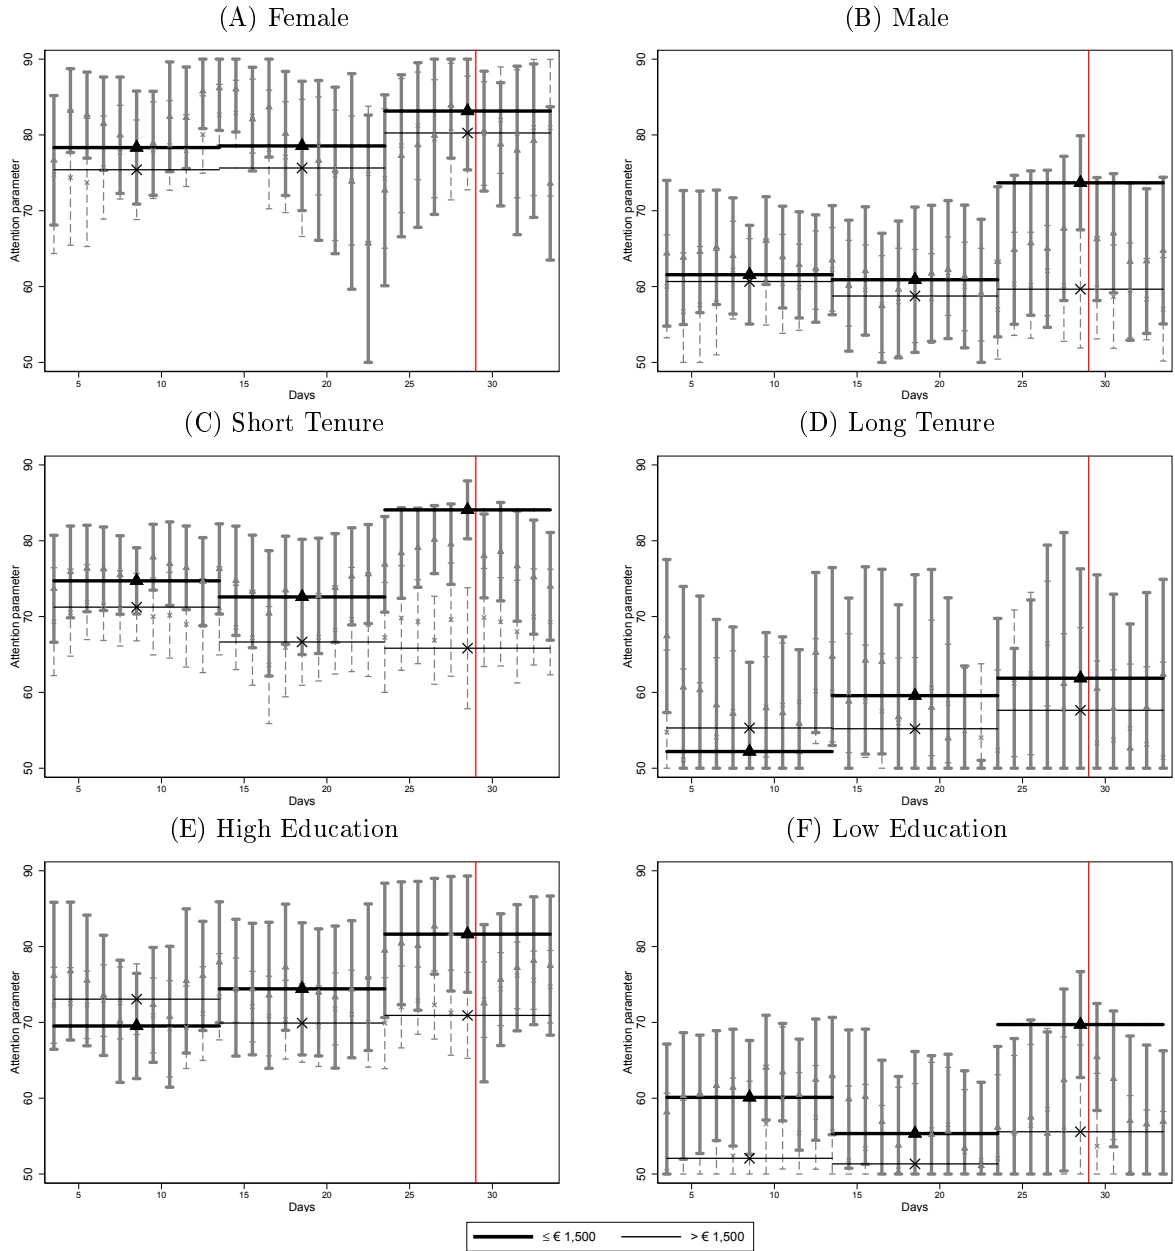 (A) Female
(B) Male
Attention parameter
90
80
70
60
50
5 10 15 20 25 30
Days
Attention parameter
90
80
70
60
50
5 10 15 20 25 30
Days
(C) Short Tenure
(D) Long Tenure
Attention parameter
90
80
70
60
50
5 10 15 20 25 30
Days
Attention parameter
90
80
70
60
50
5 10 15 20 25 30
Days
(E) High Education
(F) Low Education
Attention parameter
90
80
70
60
50
5 10 15 20 25 30
Days
Attention parameter
90
80
70
60
50
5 10 15 20 25 30
Days
≤ € 1,500 > € 1,500